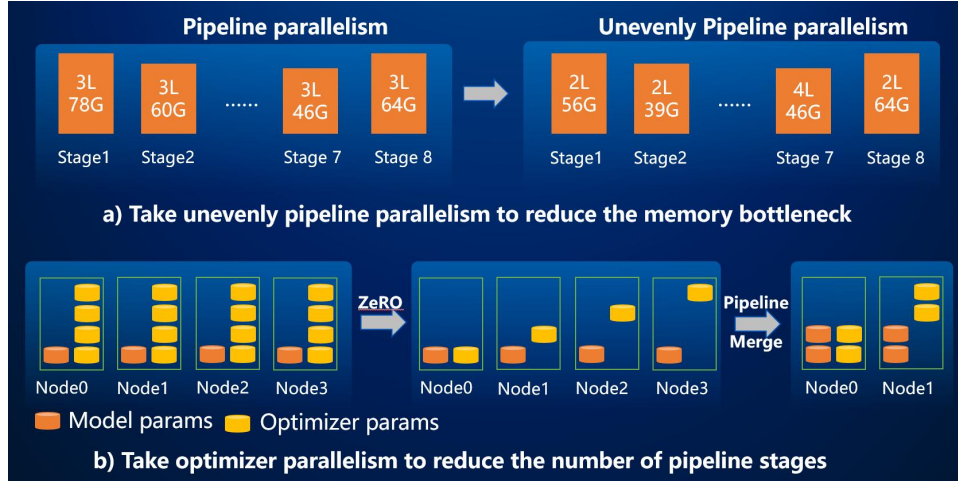 Pipeline parallelism
Unevenly Pipeline parallelism
3L
78G
3L
60G
......
3L
46G
3L
64G
2L
56G
2L
39G
......
4L
46G
2L
64G
Stage1
Stage2
Stage 7
Stage 8
Stage1
Stage2
Stage 7
Stage 8
a) Take unevenly pipeline parallelism to reduce the memory bottleneck
ZeRO
Pipeline
Merge
Node0
Node1
Node2
Node3
Node0
Node1
Node2
Node3
Node0
Node1
Model params
Optimizer params
b) Take optimizer parallelism to reduce the number of pipeline stages